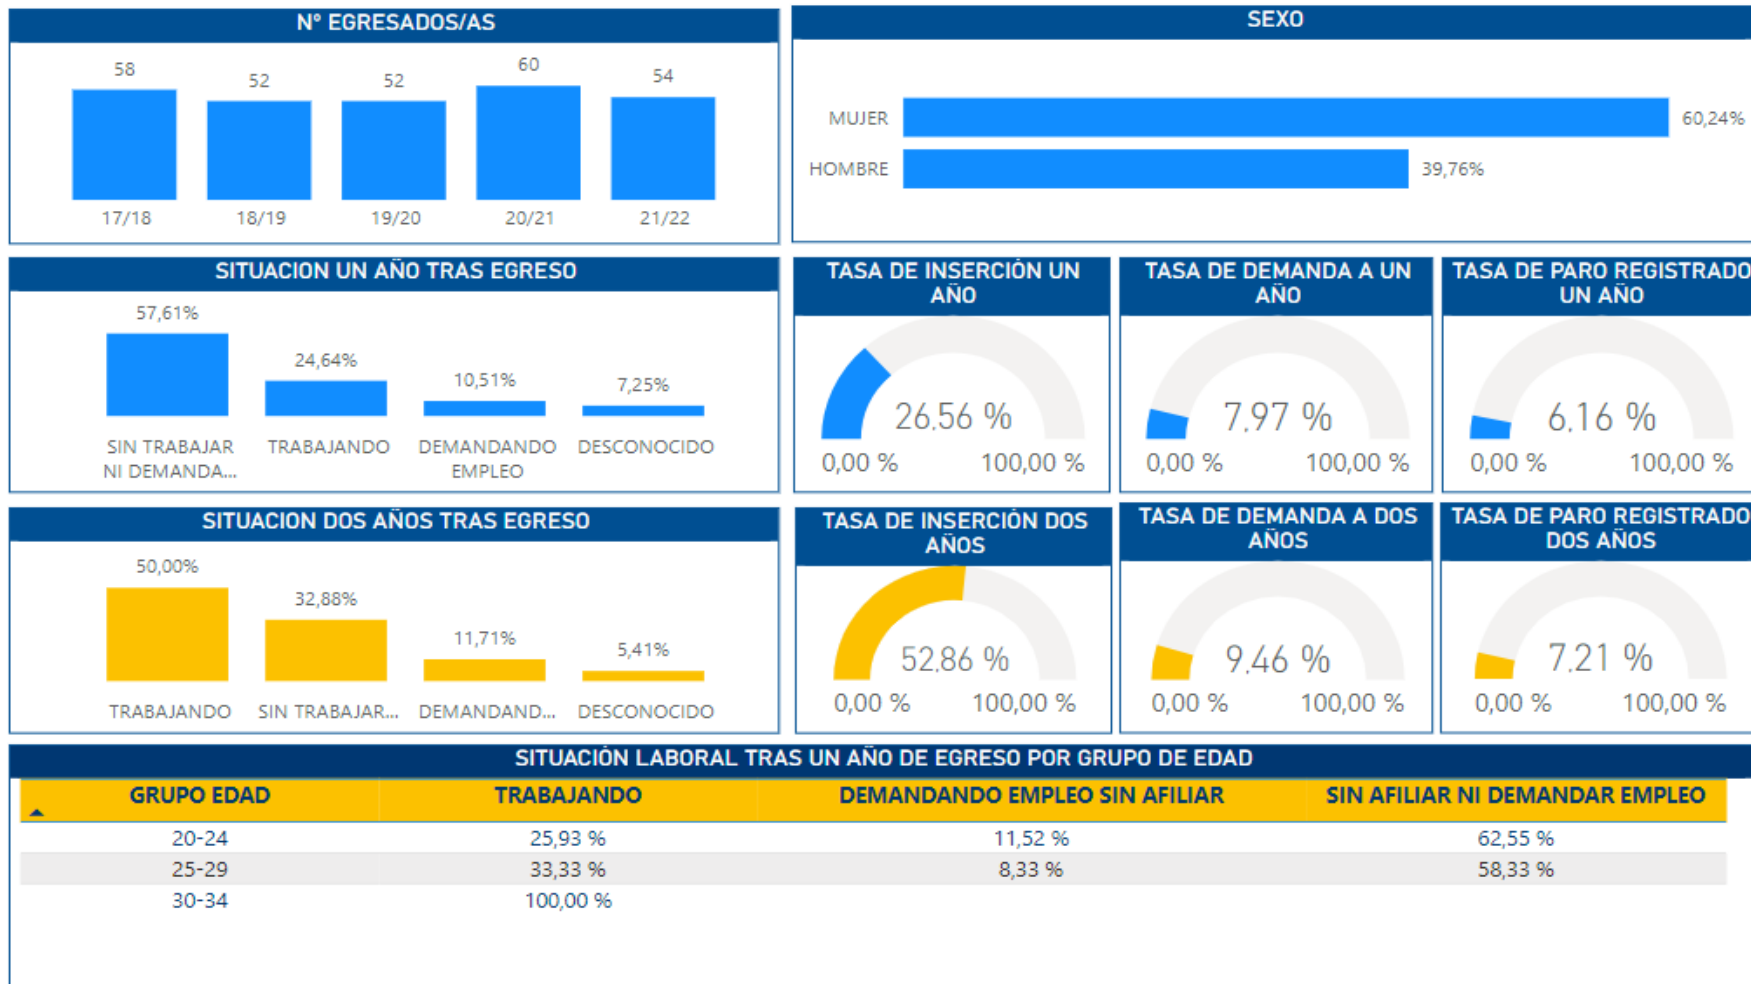 Nº EGRESADOS/AS
58
52
52
60
54
17/18
18/19
19/20
20/21
21/22
SEXO
MUJER
60,24%
HOMBRE
39,76%
SITUACION UN AÑO TRAS EGRESO
57,61%
24,64%
10,51%
7,25%
SIN TRABAJAR
NI DEMANDA...
TRABAJANDO
DEMANDANDO
EMPLEO
DESCONOCIDO
TASA DE INSERCIÓN UN
AÑO
26,56 %
0,00 %
100,00 %
TASA DE DEMANDA A UN
AÑO
7,97 %
0,00 %
100,00 %
TASA DE PARO REGISTRADO
UN AÑO
6,16 %
0,00 %
100,00 %
SITUACION DOS AÑOS TRAS EGRESO
50,00%
32,88%
11,71%
5,41%
TRABAJANDO
SIN TRABAJAR...
DEMANDAND...
DESCONOCIDO
TASA DE INSERCIÓN DOS
AÑOS
52,86 %
0,00 %
100,00 %
TASA DE DEMANDA A DOS
AÑOS
9,46 %
0,00 %
100,00 %
TASA DE PARO REGISTRADO
DOS AÑOS
7,21 %
0,00 %
100,00 %
SITUACIÓN LABORAL TRAS UN AÑO DE EGRESO POR GRUPO DE EDAD
GRUPO EDAD TRABAJANDO DEMANDANDO EMPLEO SIN AFILIAR SIN AFILIAR NI DEMANDAR EMPLEO
20-24 25,93 % 11,52 % 62,55 %
25-29 33,33 % 8,33 % 58,33 %
30-34 100,00 %